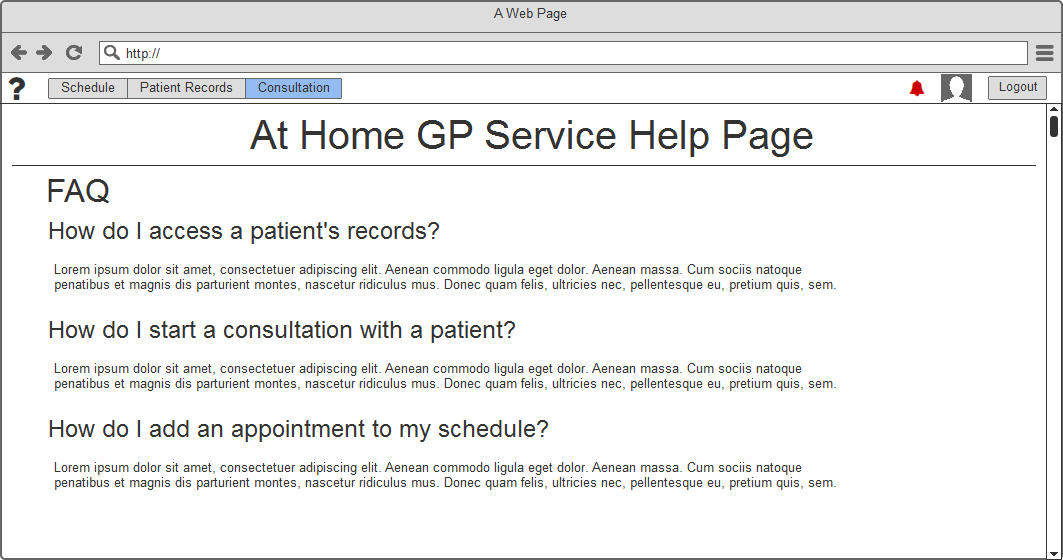 A Web Page
http://
? Schedule Patient Records Consultation Logout
At Home GP Service Help Page
FAQ
How do I access a patient's records?
Lorem ipsum dolor sit amet, consectetuer adipiscing elit. Aenean commodo ligula eget dolor. Aenean massa. Cum sociis natoque
penatibus et magnis dis parturient montes, nascetur ridiculus mus. Donec quam felis, ultricies nec, pellentesque eu, pretium quis, sem.
How do I start a consultation with a patient?
Lorem ipsum dolor sit amet, consectetuer adipiscing elit. Aenean commodo ligula eget dolor. Aenean massa. Cum sociis natoque
penatibus et magnis dis parturient montes, nascetur ridiculus mus. Donec quam felis, ultricies nec, pellentesque eu, pretium quis, sem.
How do I add an appointment to my schedule?
Lorem ipsum dolor sit amet, consectetuer adipiscing elit. Aenean commodo ligula eget dolor. Aenean massa. Cum sociis natoque
penatibus et magnis dis parturient montes, nascetur ridiculus mus. Donec quam felis, ultricies nec, pellentesque eu, pretium quis, sem.